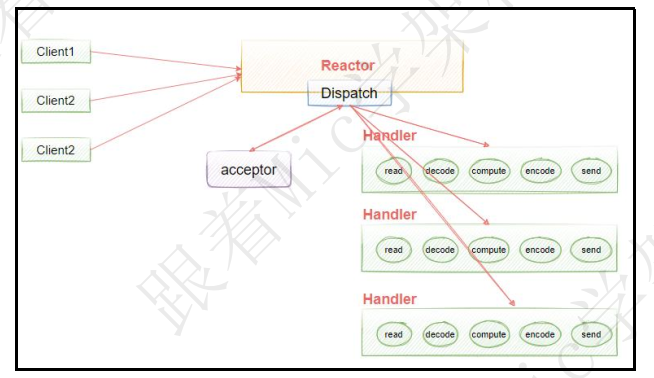 Client1
Client2
Client2
Reactor
Dispatch
acceptor
Handler
read decode compute encode send
Handler
read decode compute encode send
Handler
read decode compute encode send
跟着Mic学架构